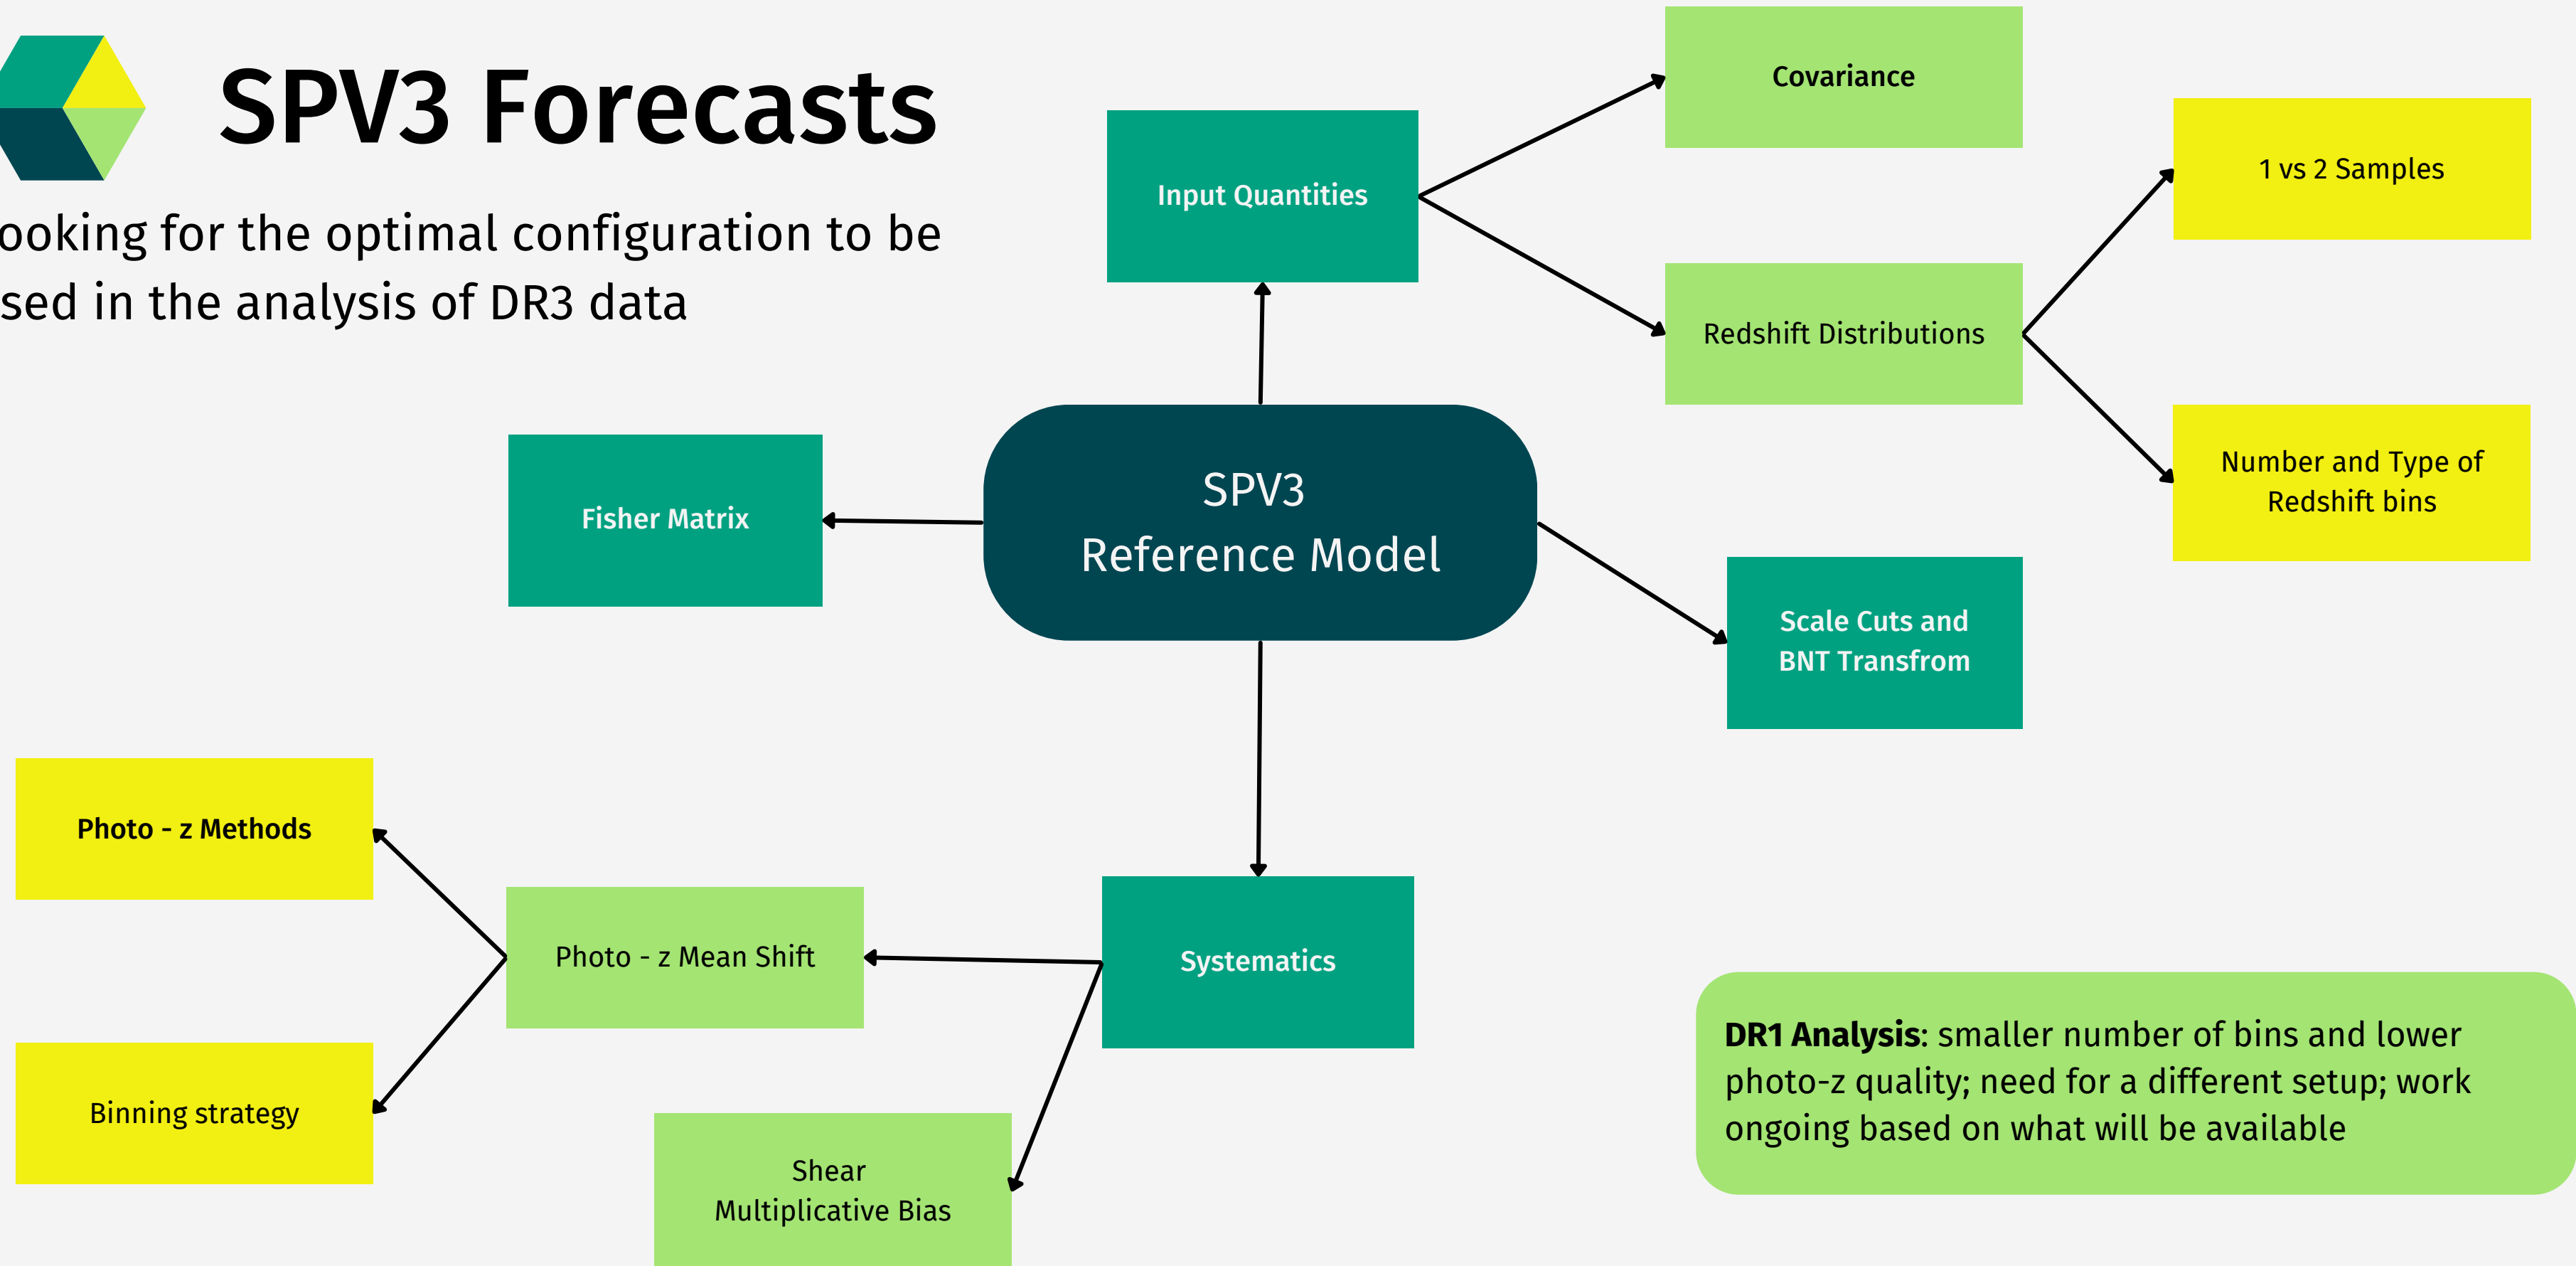 SPV3 Forecasts
ooking for the optimal configuration to be
sed in the analysis of DR3 data
Covariance
Input Quantities
1 vs 2 Samples
Redshift Distributions
Number and Type of
Redshift bins
SPV3
Reference Model
Fisher Matrix
Scale Cuts and
BNT Transfrom
Photo - z Methods
Photo - z Mean Shift
Systematics
Binning strategy
Shear
Multiplicative Bias
DR1 Analysis: smaller number of bins and lower
photo-z quality; need for a different setup; work
ongoing based on what will be available